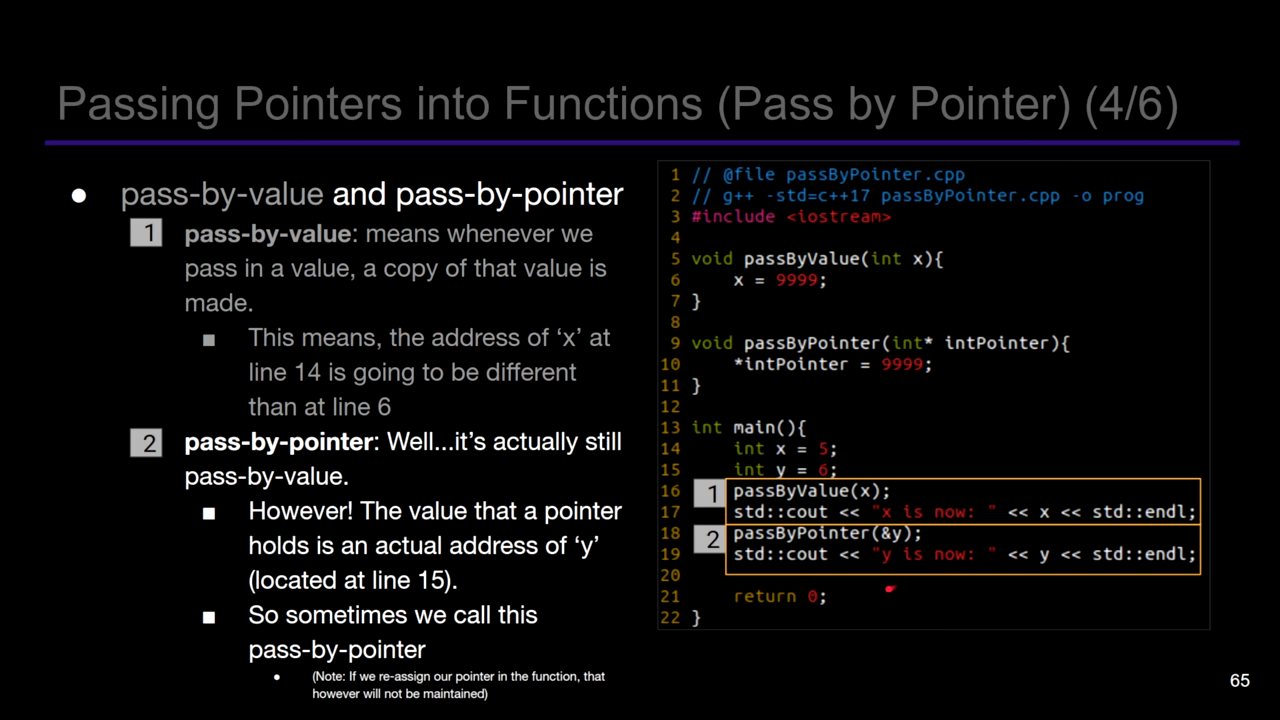 Passing Pointers into Functions (Pass by Pointer) (4/6)
● pass-by-value and pass-by-pointer
1 pass-by-value: means whenever we
pass in a value, a copy of that value is
made.
■ This means, the address of ‘x’ at
line 14 is going to be different
than at line 6
2 pass-by-pointer: Well...it’s actually still
pass-by-value.
■ However! The value that a pointer
holds is an actual address of ‘y’
(located at line 15).
■ So sometimes we call this
pass-by-pointer
● (Note: If we re-assign our pointer in the function, that
however will not be maintained)
1 // @file passByPointer.cpp
2 // g++ -std=c++17 passByPointer.cpp -o prog
3 #include <iostream>
4
5 void passByValue(int x){
6     x = 9999;
7 }
8
9 void passByPointer(int* intPointer){
10     *intPointer = 9999;
11 }
12
13 int main(){
14     int x = 5;
15     int y = 6;
16 1 passByValue(x);
17     std::cout << "x is now: " << x << std::endl;
18 2 passByPointer(&y);
19     std::cout << "y is now: " << y << std::endl;
20
21     return 0;
22 }
65